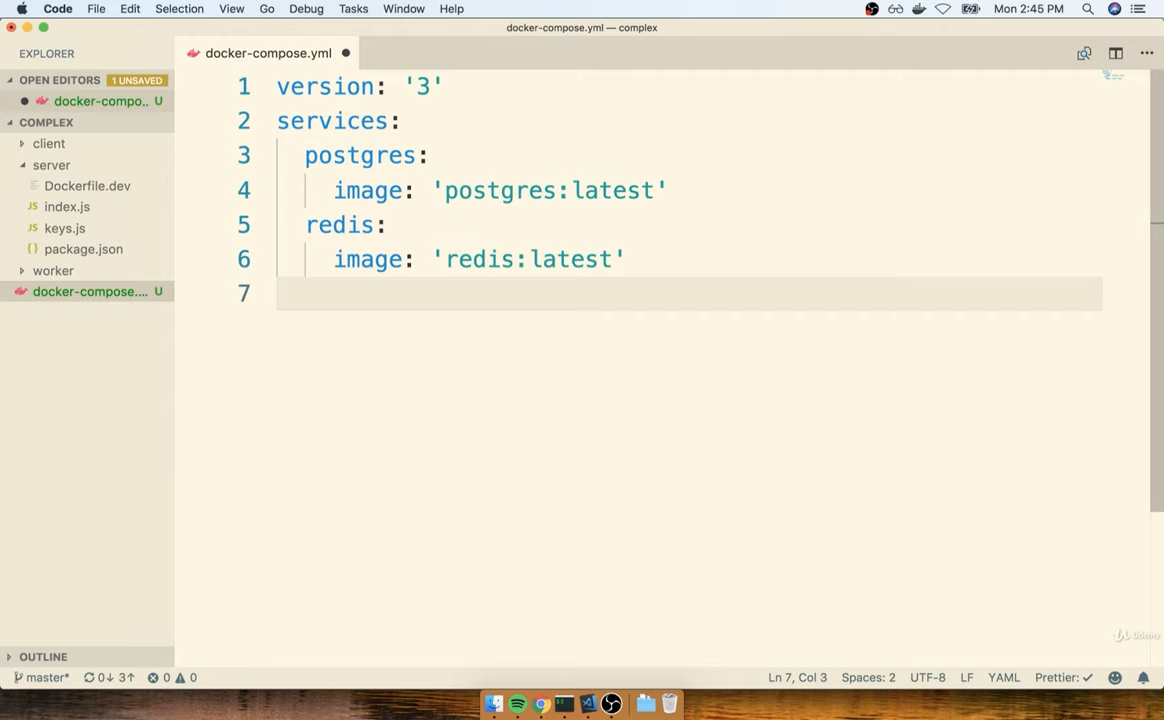 Code File Edit Selection View Go Debug Tasks Window Help Mon 2:45 PM
docker-compose.yml — complex
EXPLORER
docker-compose.yml
OPEN EDITORS 1 UNSAVED
docker-compo.. U
COMPLEX
client
server
Dockerfile.dev
JS index.js
JS keys.js
{} package.json
worker
docker-compose.... U
1 version: '3'
2 services:
3 postgres:
4 image: 'postgres:latest'
5 redis:
6 image: 'redis:latest'
7
Udemy
OUTLINE
master* 0↓ 3↑ 0 0 Ln 7, Col 3 Spaces: 2 UTF-8 LF YAML Prettier: ✓